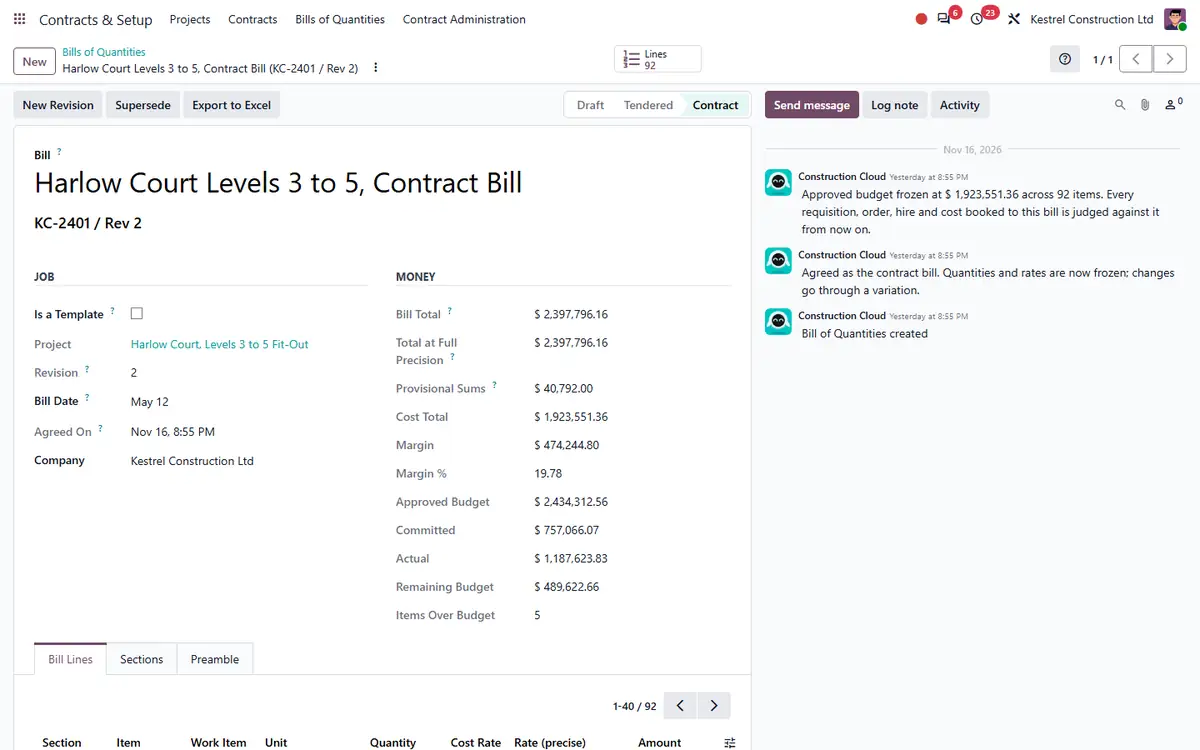 Contracts & Setup Projects Contracts Bills of Quantities Contract Administration 6 23 Kestrel Construction Ltd
New
Bills of Quantities
Harlow Court Levels 3 to 5, Contract Bill (KC-2401 / Rev 2)
Lines
92
1 / 1
New Revision Supersede Export to Excel
Draft Tendered Contract
Send message Log note Activity 0
Bill ?
Harlow Court Levels 3 to 5, Contract Bill
KC-2401 / Rev 2
JOB
Is a Template ?
Project Harlow Court, Levels 3 to 5 Fit-Out
Revision ? 2
Bill Date ? May 12
Agreed On ? Nov 16, 8:55 PM
Company Kestrel Construction Ltd
MONEY
Bill Total ? $ 2,397,796.16
Total at Full
Precision ? $ 2,397,796.16
Provisional Sums ? $ 40,792.00
Cost Total $ 1,923,551.36
Margin $ 474,244.80
Margin % 19.78
Approved Budget $ 2,434,312.56
Committed $ 757,066.07
Actual $ 1,187,623.83
Remaining Budget $ 489,622.66
Items Over Budget 5
Bill Lines Sections Preamble
1-40 / 92
Section Item Work Item Unit Quantity Cost Rate Rate (precise) Amount
Nov 16, 2026
Construction Cloud Yesterday at 8:55 PM
Approved budget frozen at $ 1,923,551.36 across 92 items. Every
requisition, order, hire and cost booked to this bill is judged against it
from now on.
Construction Cloud Yesterday at 8:55 PM
Agreed as the contract bill. Quantities and rates are now frozen; changes
go through a variation.
Construction Cloud Yesterday at 8:55 PM
Bill of Quantities created